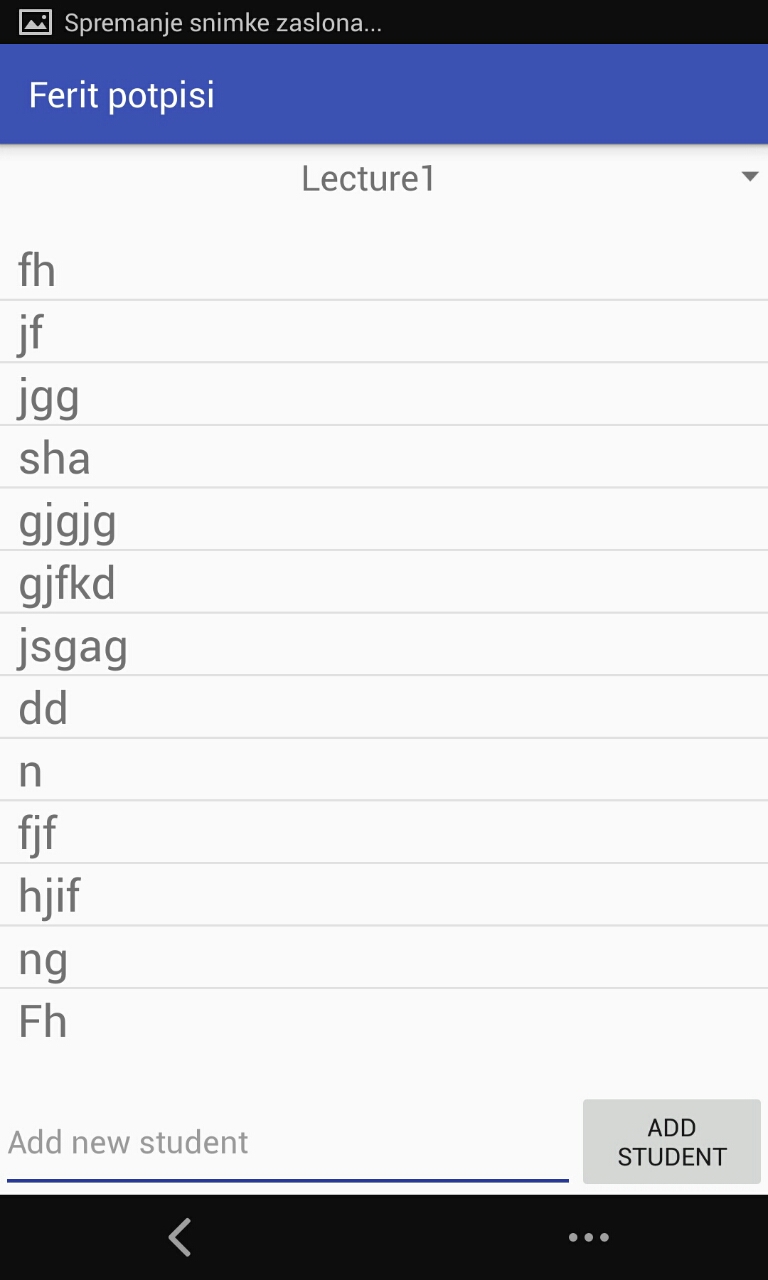 Spremanje snimke zaslona...
Ferit potpisi
Lecture1
fh
jf
jgg
sha
gjgjg
gjfkd
jsgag
dd
n
fjf
hjif
ng
Fh
Add new student
ADD
STUDENT